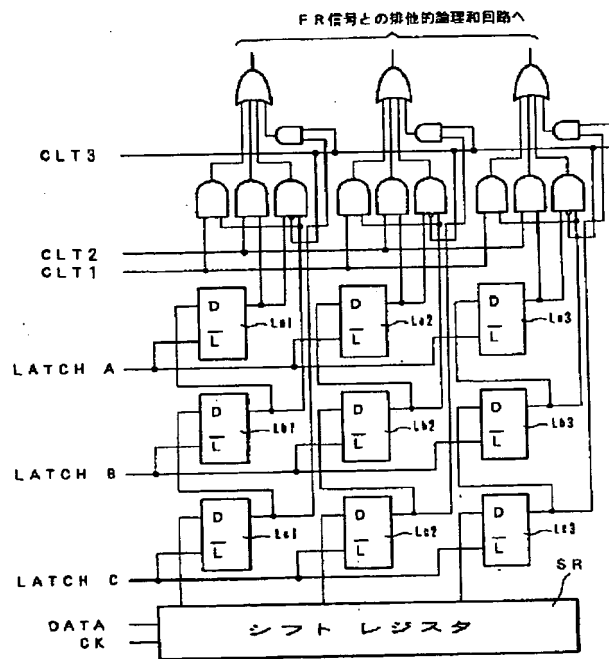 FR信号との排他的論理和回路へ
CLT3
CLT2
CLT1
D
L
La1
D
L
La2
D
L
La3
LATCH A
D
L
Lb1
D
L
Lb2
D
L
Lb3
LATCH B
D
L
Lc1
D
L
Lc2
D
L
Lc3
LATCH C
SR
DATA
CK
シフト レジスタ